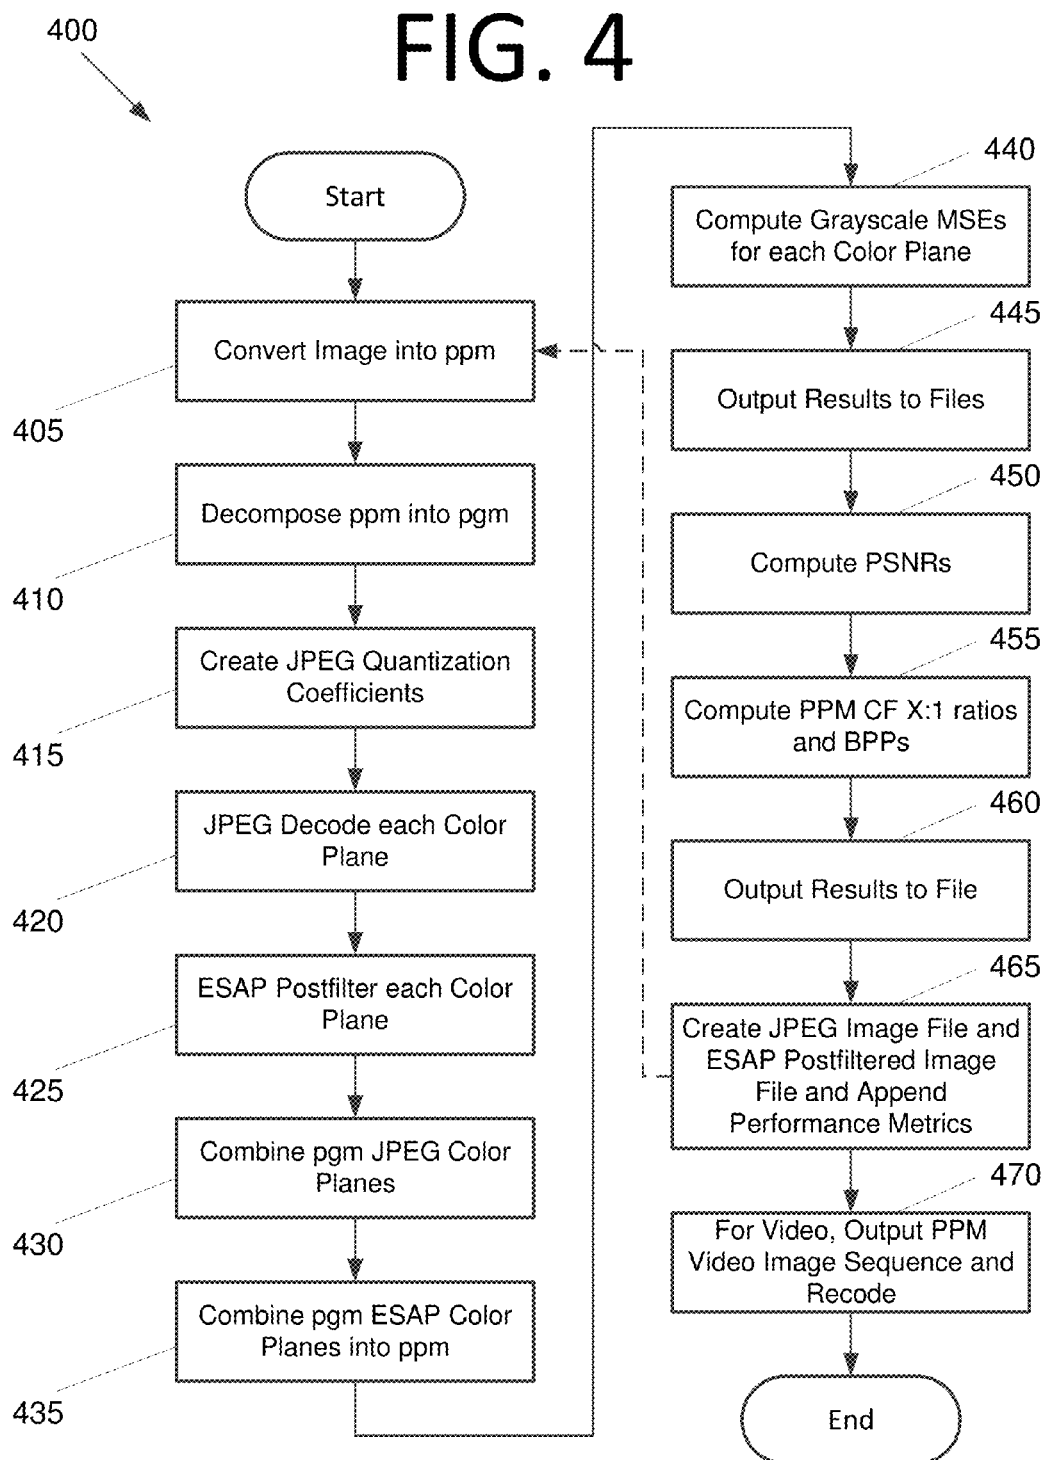 400
FIG. 4
Start
Convert Image into ppm
405
Decompose ppm into pgm
410
Create JPEG Quantization
Coefficients
415
JPEG Decode each Color
Plane
420
ESAP Postfilter each Color
Plane
425
Combine pgm JPEG Color
Planes
430
Combine pgm ESAP Color
Planes into ppm
435
440
Compute Grayscale MSEs
for each Color Plane
445
Output Results to Files
450
Compute PSNRs
455
Compute PPM CF X:1 ratios
and BPPs
460
Output Results to File
465
Create JPEG Image File and
ESAP Postfiltered Image
File and Append
Performance Metrics
470
For Video, Output PPM
Video Image Sequence and
Recode
End